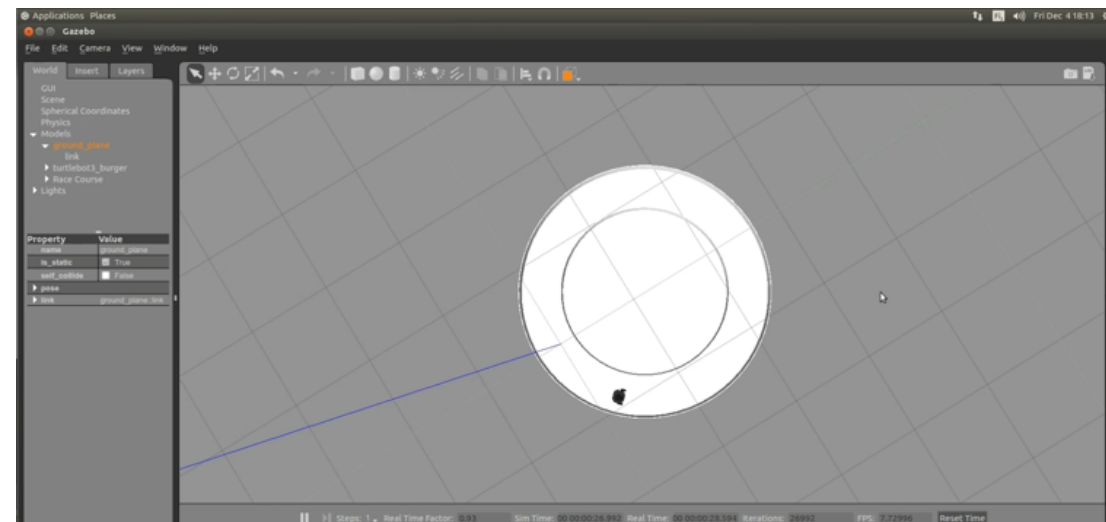 Applications Places
Fri Dec 4 18:13
Gazebo
File Edit Camera View Window Help
World Insert Layers
GUI
Scene
Spherical Coordinates
Physics
Models
ground_plane
link
turtlebot3_burger
Race Course
Lights
Property Value
name ground_plane
is_static True
self_collide False
pose
link ground_plane::link
Steps: 1 Real Time Factor: 0.93 Sim Time: 00 00:00:26.992 Real Time: 00 00:00:28.594 Iterations: 26992 FPS: 7.72996 Reset Time